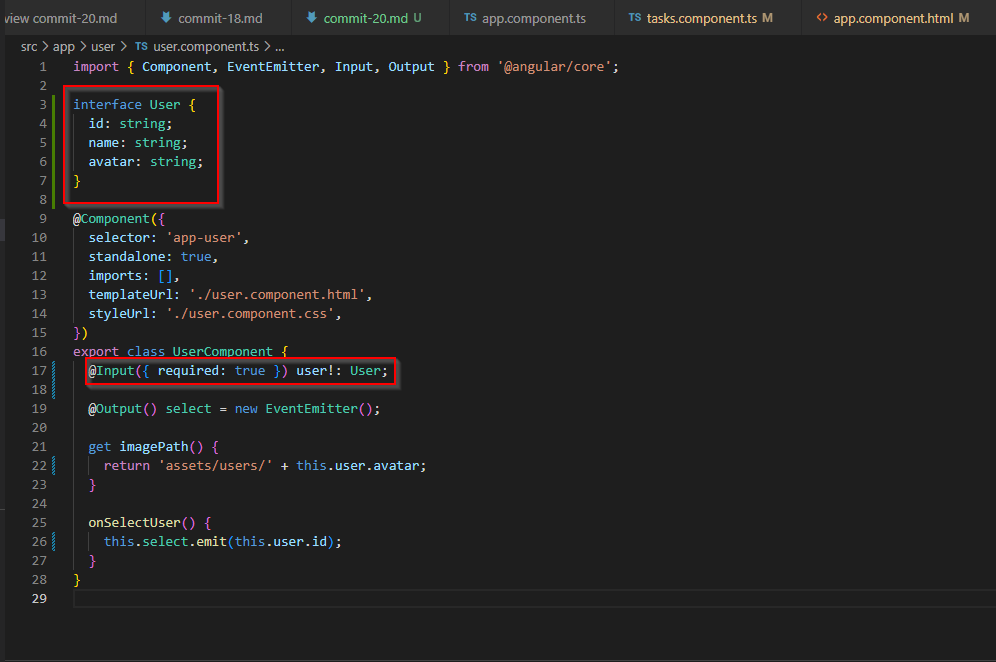 view commit-20.md commit-18.md commit-20.md U TS app.component.ts TS tasks.component.ts M <> app.component.html M
src > app > user > TS user.component.ts > ...
1 import { Component, EventEmitter, Input, Output } from '@angular/core';
2
3 interface User {
4 id: string;
5 name: string;
6 avatar: string;
7 }
8
9 @Component({
10 selector: 'app-user',
11 standalone: true,
12 imports: [],
13 templateUrl: './user.component.html',
14 styleUrl: './user.component.css',
15 })
16 export class UserComponent {
17 @Input({ required: true }) user!: User;
18
19 @Output() select = new EventEmitter();
20
21 get imagePath() {
22 return 'assets/users/' + this.user.avatar;
23 }
24
25 onSelectUser() {
26 this.select.emit(this.user.id);
27 }
28 }
29